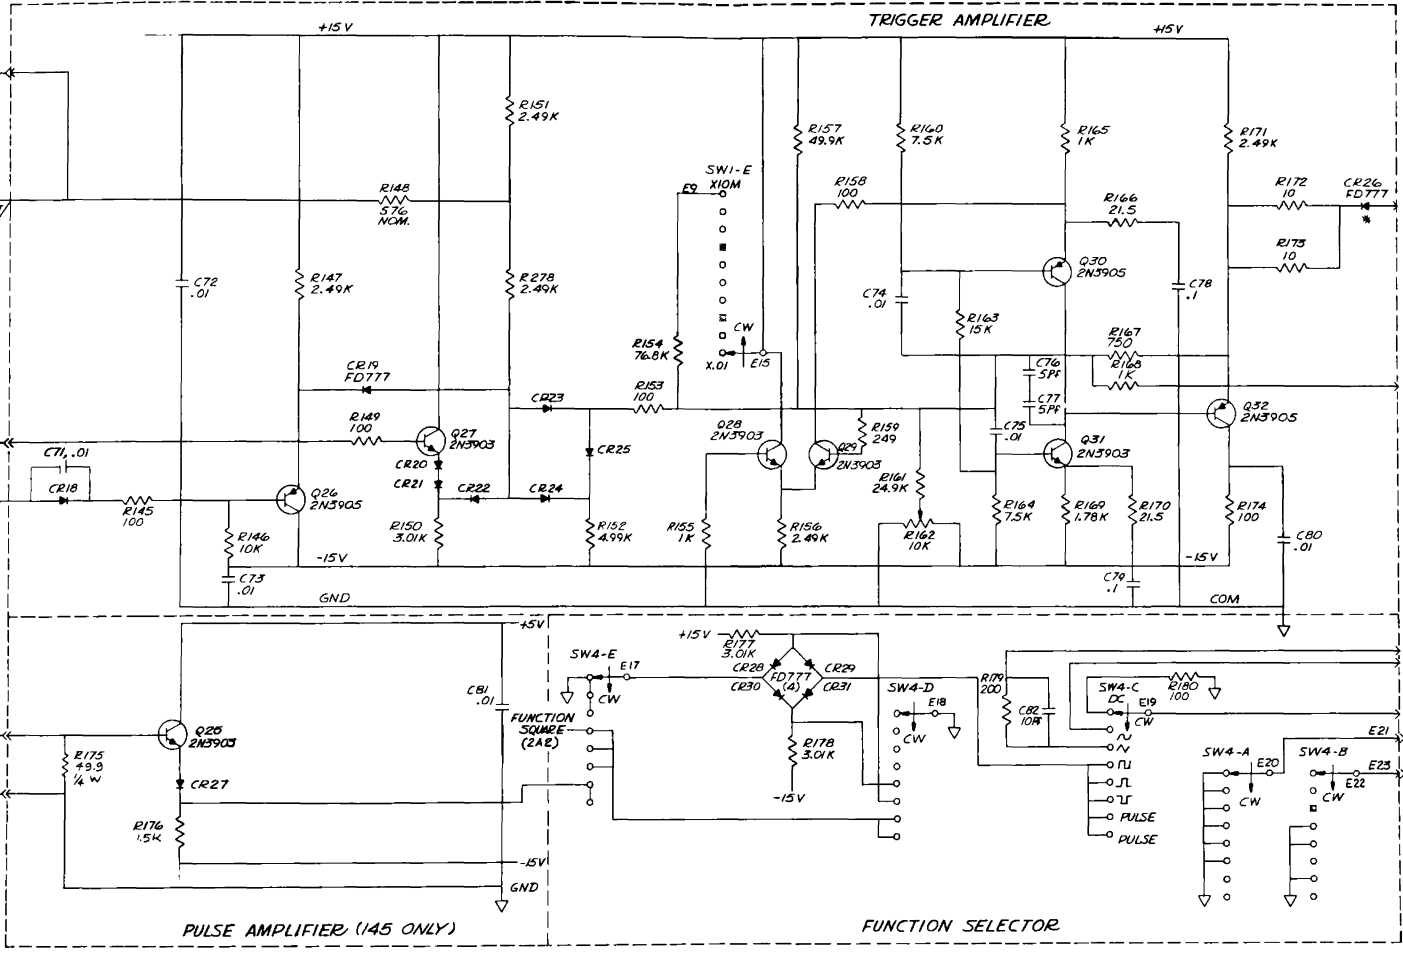 TRIGGER AMPLIFIER
+15V
+15V
R151
2.49K
R157
49.9K
R160
7.5K
R165
1K
R171
2.49K
SW1-E
X10M
E9
R148
576
NOM.
R158
100
R166
21.5
R172
10
CR26
FD777
*
R173
10
C72
.01
R147
2.49K
R278
2.49K
Q30
2N3905
C74
.01
C78
.1
R163
15K
CW
R154
76.8K
X.01
E15
R167
750
R168
1K
C76
5PF
C77
5PF
CR19
FD777
R153
100
CR23
R149
100
Q27
2N3903
Q28
2N3903
R159
249
C75
.01
Q32
2N3905
Q29
2N3903
Q31
2N3903
C71, .01
CR18
CR20
CR21
CR22
CR24
CR25
R145
100
Q26
2N3905
R161
24.9K
R146
10K
R150
3.01K
R152
4.99K
R155
1K
R156
2.49K
R162
10K
R164
7.5K
R169
1.78K
R170
21.5
R174
100
C80
.01
-15V
-15V
C73
.01
C79
.1
GND
COM
+5V
+15V
R177
3.01K
SW4-E
E17
CW
CR28
CR29
FD777
(4)
CR30
CR31
SW4-D
E18
CW
R179
200
C82
10PF
SW4-C
DC
E19
CW
R180
100
C81
.01
FUNCTION
SQUARE
(2A2)
Q25
2N3903
R175
49.9
1/4 W
CR27
R178
3.01K
-15V
E21
SW4-A
E20
CW
SW4-B
E23
E22
CW
R176
1.5K
PULSE
PULSE
-15V
GND
PULSE AMPLIFIER (145 ONLY)
FUNCTION SELECTOR